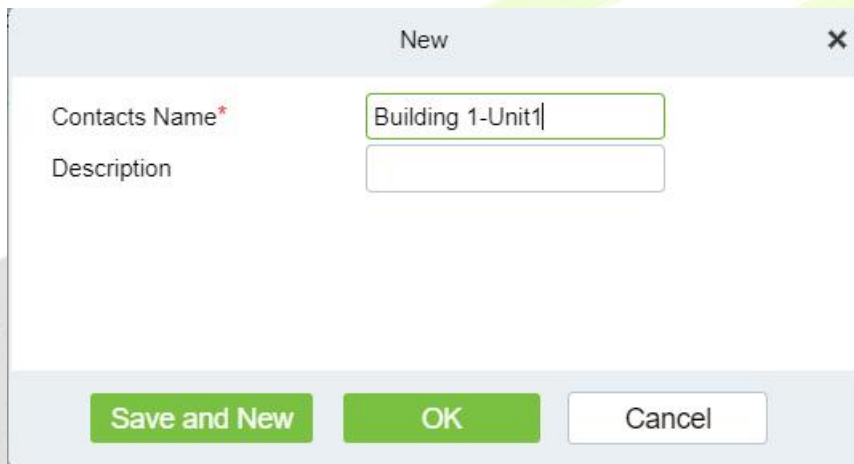 New
Contacts Name* Building 1-Unit1
Description
Save and New OK Cancel